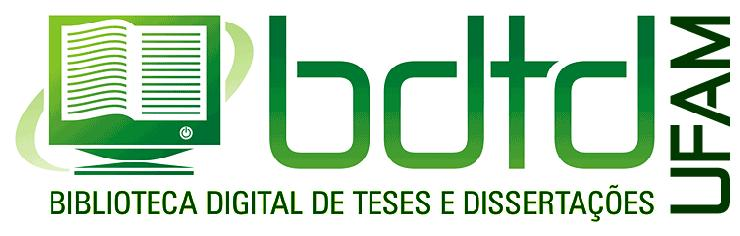 bdtd
UFAM
BIBLIOTECA DIGITAL DE TESES E DISSERTAÇÕES